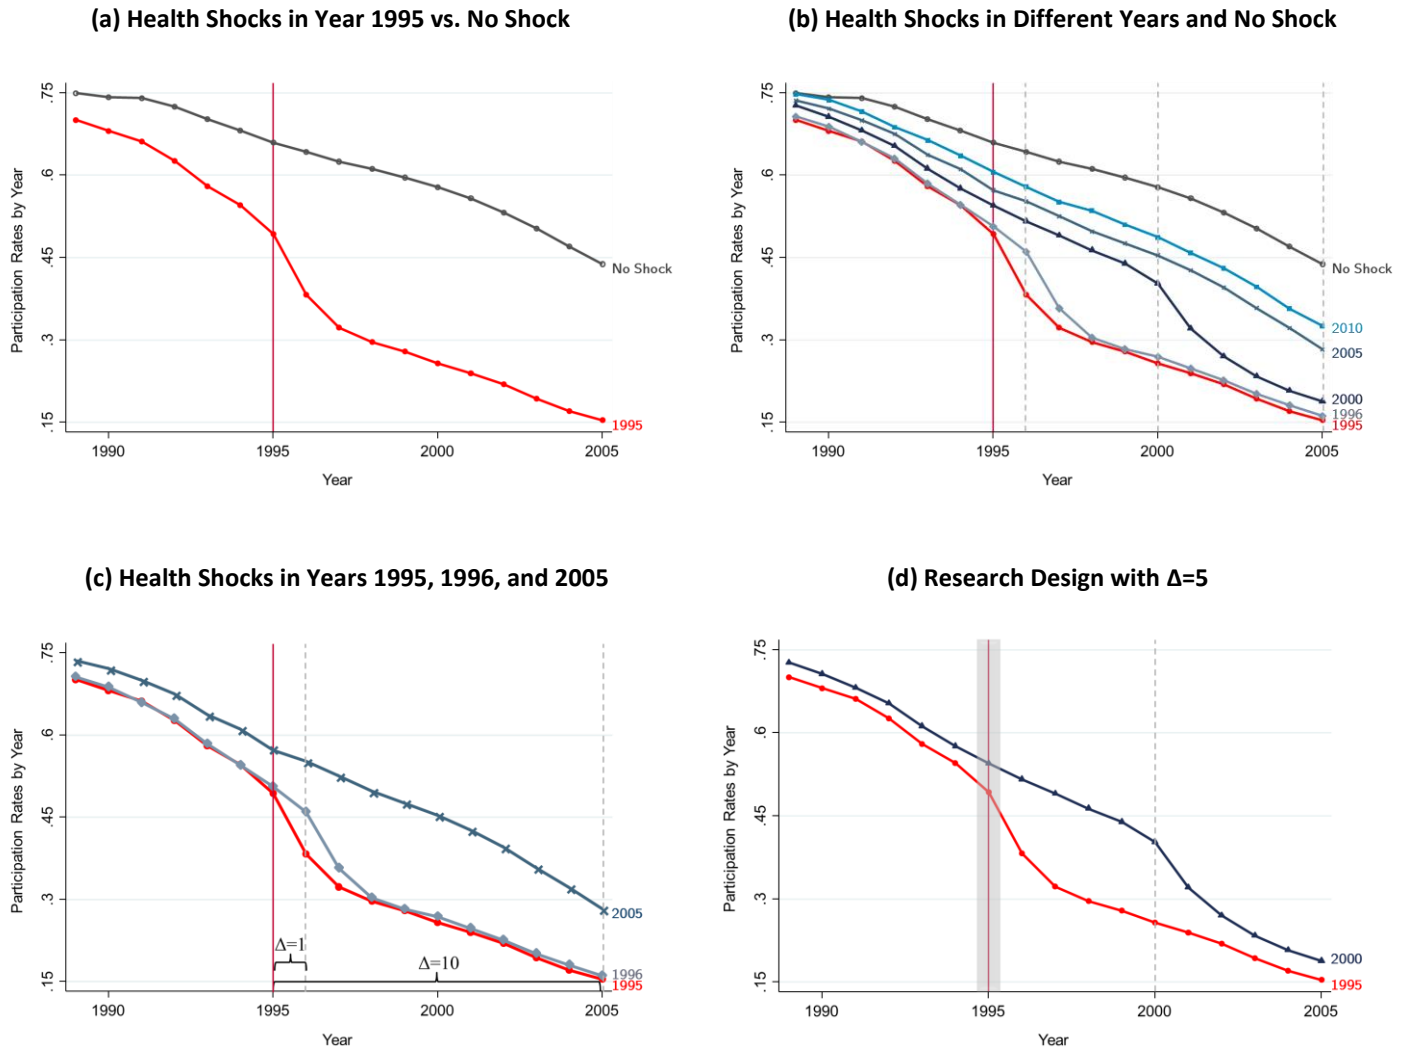 (a) Health Shocks in Year 1995 vs. No Shock
Participation Rates by Year
.75
.6
.45
.3
.15
No Shock
1995
1990 1995 2000 2005
Year
(b) Health Shocks in Different Years and No Shock
Participation Rates by Year
.75
.6
.45
.3
.15
No Shock
2010
2005
2000
1996
1995
1990 1995 2000 2005
Year
(c) Health Shocks in Years 1995, 1996, and 2005
Participation Rates by Year
.75
.6
.45
.3
.15
2005
Δ=1
Δ=10
1996
1995
1990 1995 2000 2005
Year
(d) Research Design with Δ=5
Participation Rates by Year
.75
.6
.45
.3
.15
2000
1995
1990 1995 2000 2005
Year